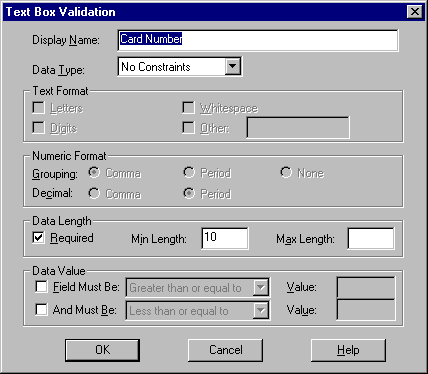 Text Box Validation
Display Name: Card Number
Data Type: No Constraints
Text Format
Letters Whitespace
Digits Other:
Numeric Format
Grouping: Comma Period None
Decimal: Comma Period
Data Length
Required Min Length: 10 Max Length:
Data Value
Field Must Be: Greater than or equal to Value:
And Must Be: Less than or equal to Value:
OK Cancel Help